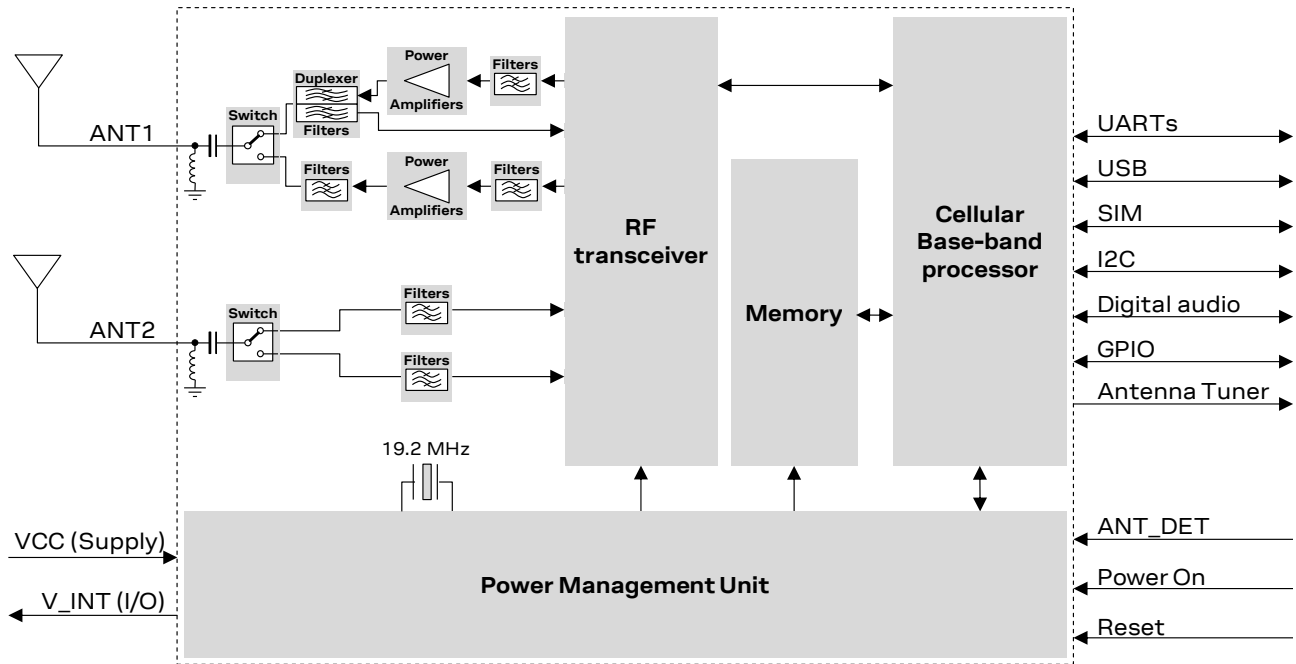 Power
Amplifiers
Filters
Duplexer
Filters
Switch
ANT1
Filters
Power
Amplifiers
Filters
RF
transceiver
Memory
Cellular
Base-band
processor
UARTs
USB
SIM
I2C
Digital audio
GPIO
Antenna Tuner
ANT2
Switch
Filters
Filters
19.2 MHz
VCC (Supply)
V_INT (I/O)
Power Management Unit
ANT_DET
Power On
Reset